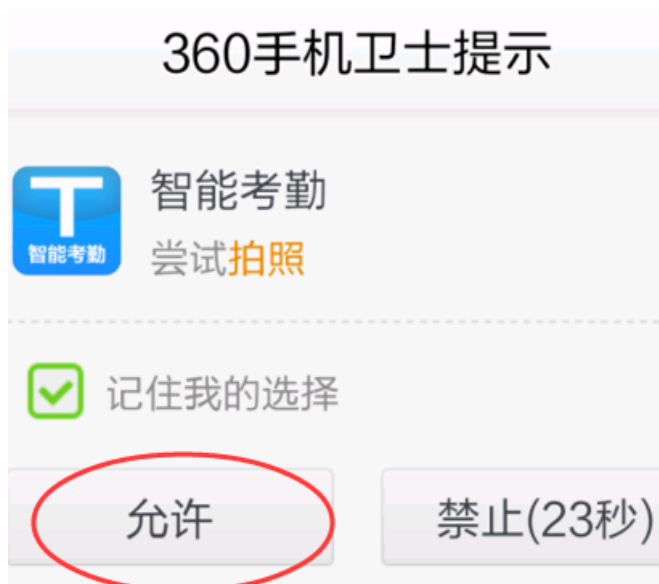 360手机卫士提示
智能考勤
T
智能考勤
尝试拍照
记住我的选择
允许
禁止(23秒)